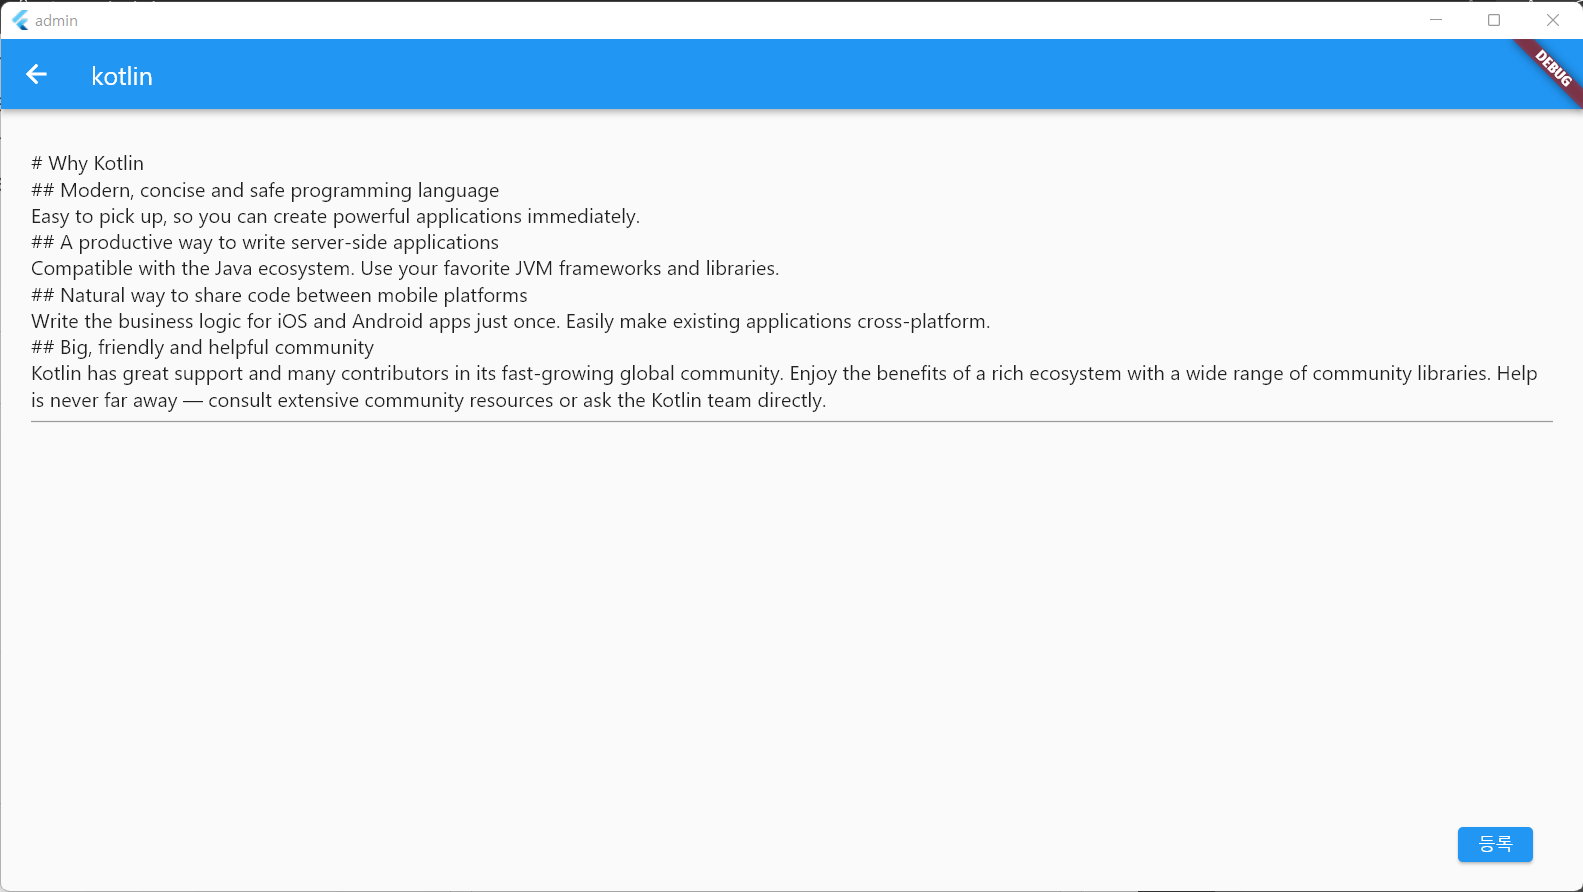 admin
kotlin
DEBUG
# Why Kotlin
## Modern, concise and safe programming language
Easy to pick up, so you can create powerful applications immediately.
## A productive way to write server-side applications
Compatible with the Java ecosystem. Use your favorite JVM frameworks and libraries.
## Natural way to share code between mobile platforms
Write the business logic for iOS and Android apps just once. Easily make existing applications cross-platform.
## Big, friendly and helpful community
Kotlin has great support and many contributors in its fast-growing global community. Enjoy the benefits of a rich ecosystem with a wide range of community libraries. Help
is never far away — consult extensive community resources or ask the Kotlin team directly.
등록